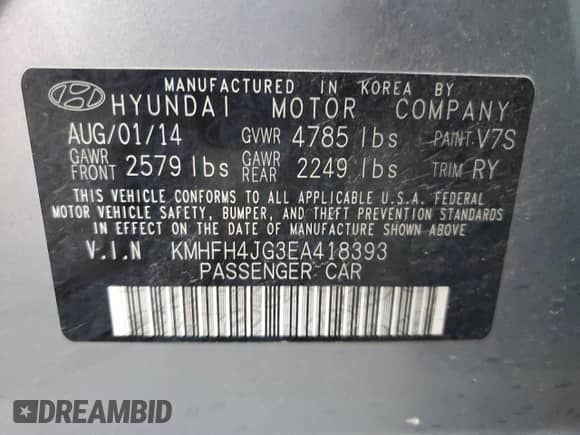 MANUFACTURED IN KOREA BY
HYUNDAI MOTOR COMPANY
AUG/01/14 GVWR 4785 lbs PAINT V7S
GAWR FRONT 2579 lbs GAWR REAR 2249 lbs TRIM RY
THIS VEHICLE CONFORMS TO ALL APPLICABLE U.S.A. FEDERAL
MOTOR VEHICLE SAFETY, BUMPER, AND THEFT PREVENTION STANDARDS
IN EFFECT ON THE DATE OF MANUFACTURE SHOWN ABOVE.
V.I.N KMHFH4JG3EA418393
PASSENGER CAR
DREAMBID